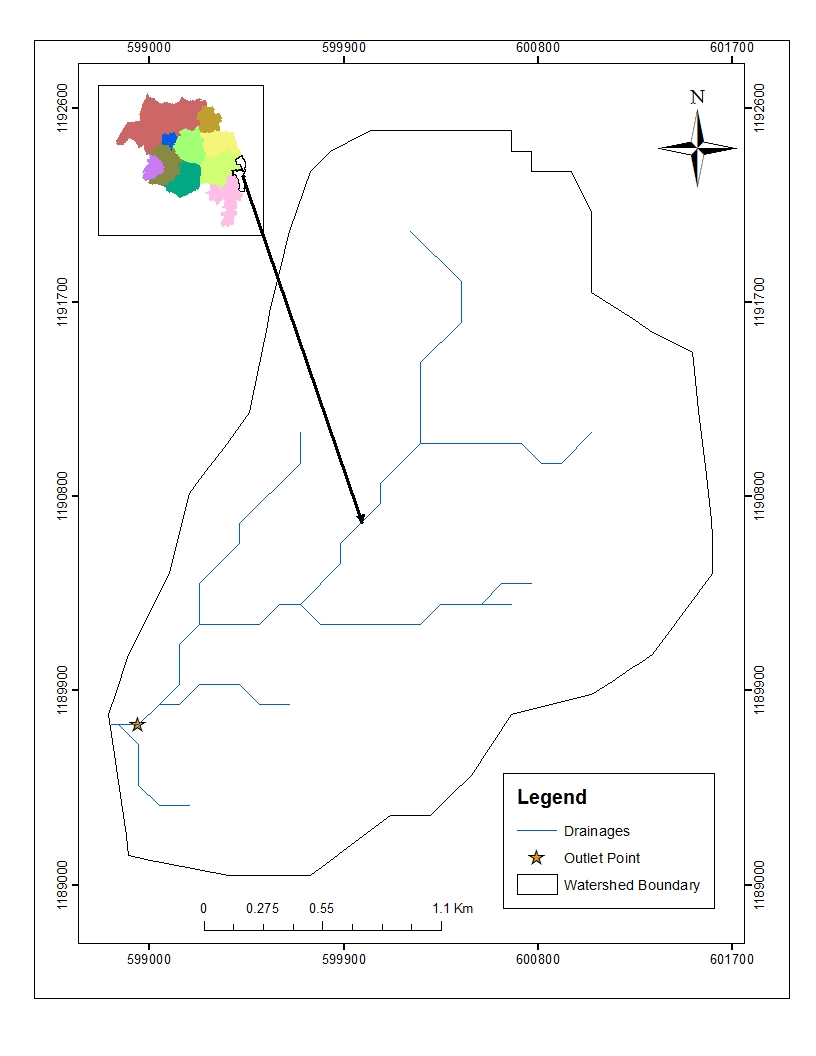 599000 599900 600800 601700
N
1192600 1192600
1191700 1191700
1190800 1190800
1189900 1189900
1189000 1189000
Legend
Drainages
Outlet Point
Watershed Boundary
0 0.275 0.55 1.1 Km
599000 599900 600800 601700